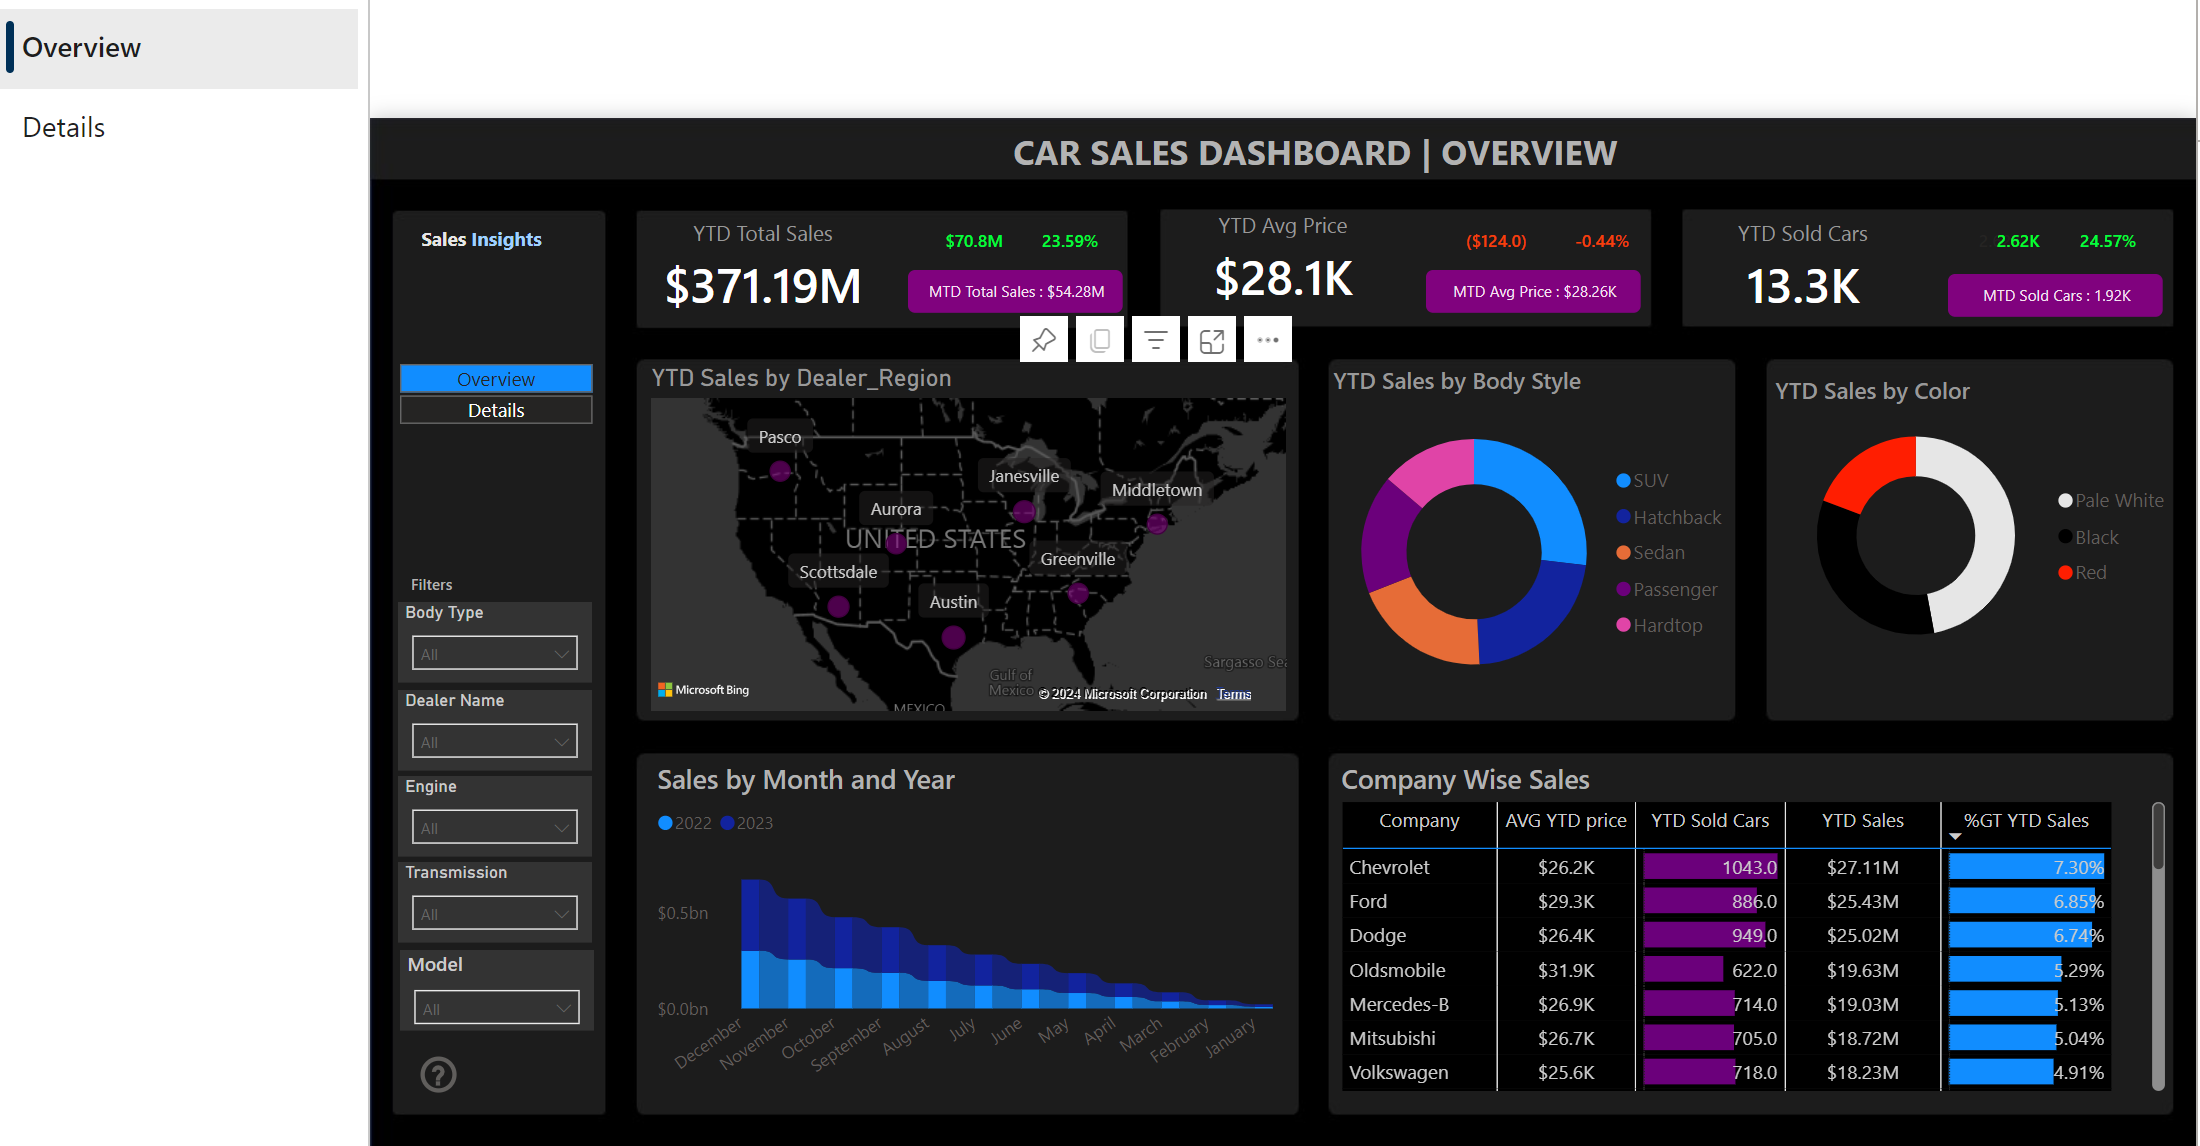 Overview
Details
CAR SALES DASHBOARD | OVERVIEW
Sales Insights
Overview
Details
Filters
Body Type
All
Dealer Name
All
Engine
All
Transmission
All
Model
All
?
YTD Total Sales
$70.8M 23.59%
$371.19M
MTD Total Sales : $54.28M
YTD Avg Price
($124.0) -0.44%
$28.1K
MTD Avg Price : $28.26K
YTD Sold Cars
2.62K 24.57%
13.3K
MTD Sold Cars : 1.92K
YTD Sales by Dealer_Region
Pasco
Janesville
Middletown
Aurora
UNITED STATES
Greenville
Scottsdale
Austin
Sargasso Sea
Gulf of
Mexico
MEXICO
Microsoft Bing
© 2024 Microsoft Corporation Terms
YTD Sales by Body Style
SUV
Hatchback
Sedan
Passenger
Hardtop
YTD Sales by Color
Pale White
Black
Red
Sales by Month and Year
2022 2023
$0.5bn
$0.0bn
December November October September August July June May April March February January
Company Wise Sales
Company AVG YTD price YTD Sold Cars YTD Sales %GT YTD Sales
Chevrolet $26.2K 1043.0 $27.11M 7.30%
Ford $29.3K 886.0 $25.43M 6.85%
Dodge $26.4K 949.0 $25.02M 6.74%
Oldsmobile $31.9K 622.0 $19.63M 5.29%
Mercedes-B $26.9K 714.0 $19.03M 5.13%
Mitsubishi $26.7K 705.0 $18.72M 5.04%
Volkswagen $25.6K 718.0 $18.23M 4.91%